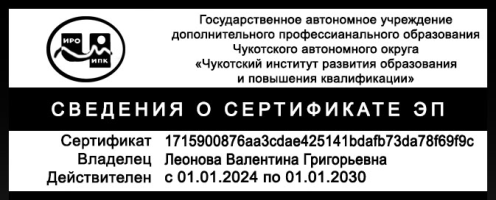 ИРО
ИПК
Государственное автономное учреждение
дополнительного профессианального образования
Чукотского автономного округа
«Чукотский институт развития образования
и повышения квалификации»
СВЕДЕНИЯ О СЕРТИФИКАТЕ ЭП
Сертификат 1715900876aa3cdae425141bdafb73da78f69f9c
Владелец Леонова Валентина Григорьевна
Действителен с 01.01.2024 по 01.01.2030